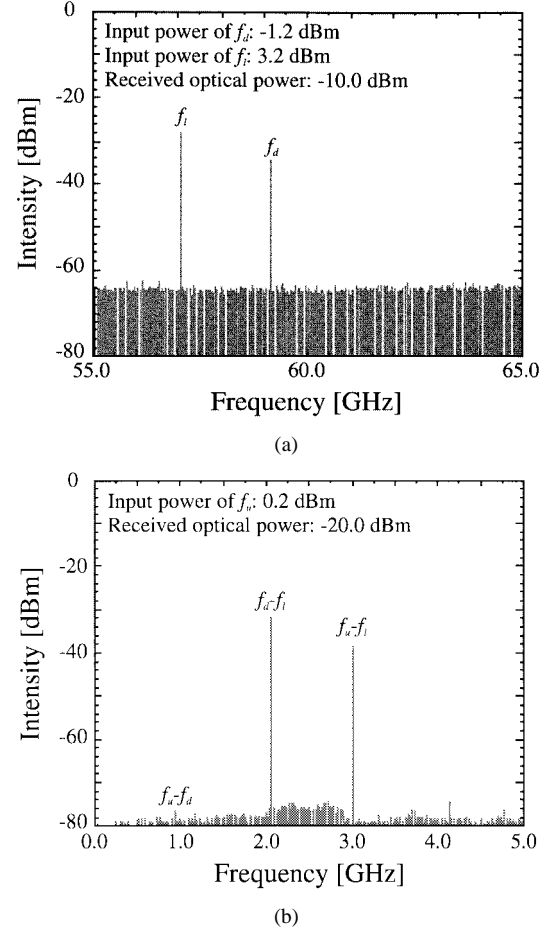 0
Input power of fd: -1.2 dBm
Input power of fl: 3.2 dBm
Received optical power: -10.0 dBm
-20
fl
fd
-40
-60
-80
Intensity [dBm]
55.0 60.0 65.0
Frequency [GHz]
(a)
0
Input power of fu: 0.2 dBm
Received optical power: -20.0 dBm
-20
fd-fl
fu-fl
-40
-60
fu-fd
-80
Intensity [dBm]
0.0 1.0 2.0 3.0 4.0 5.0
Frequency [GHz]
(b)